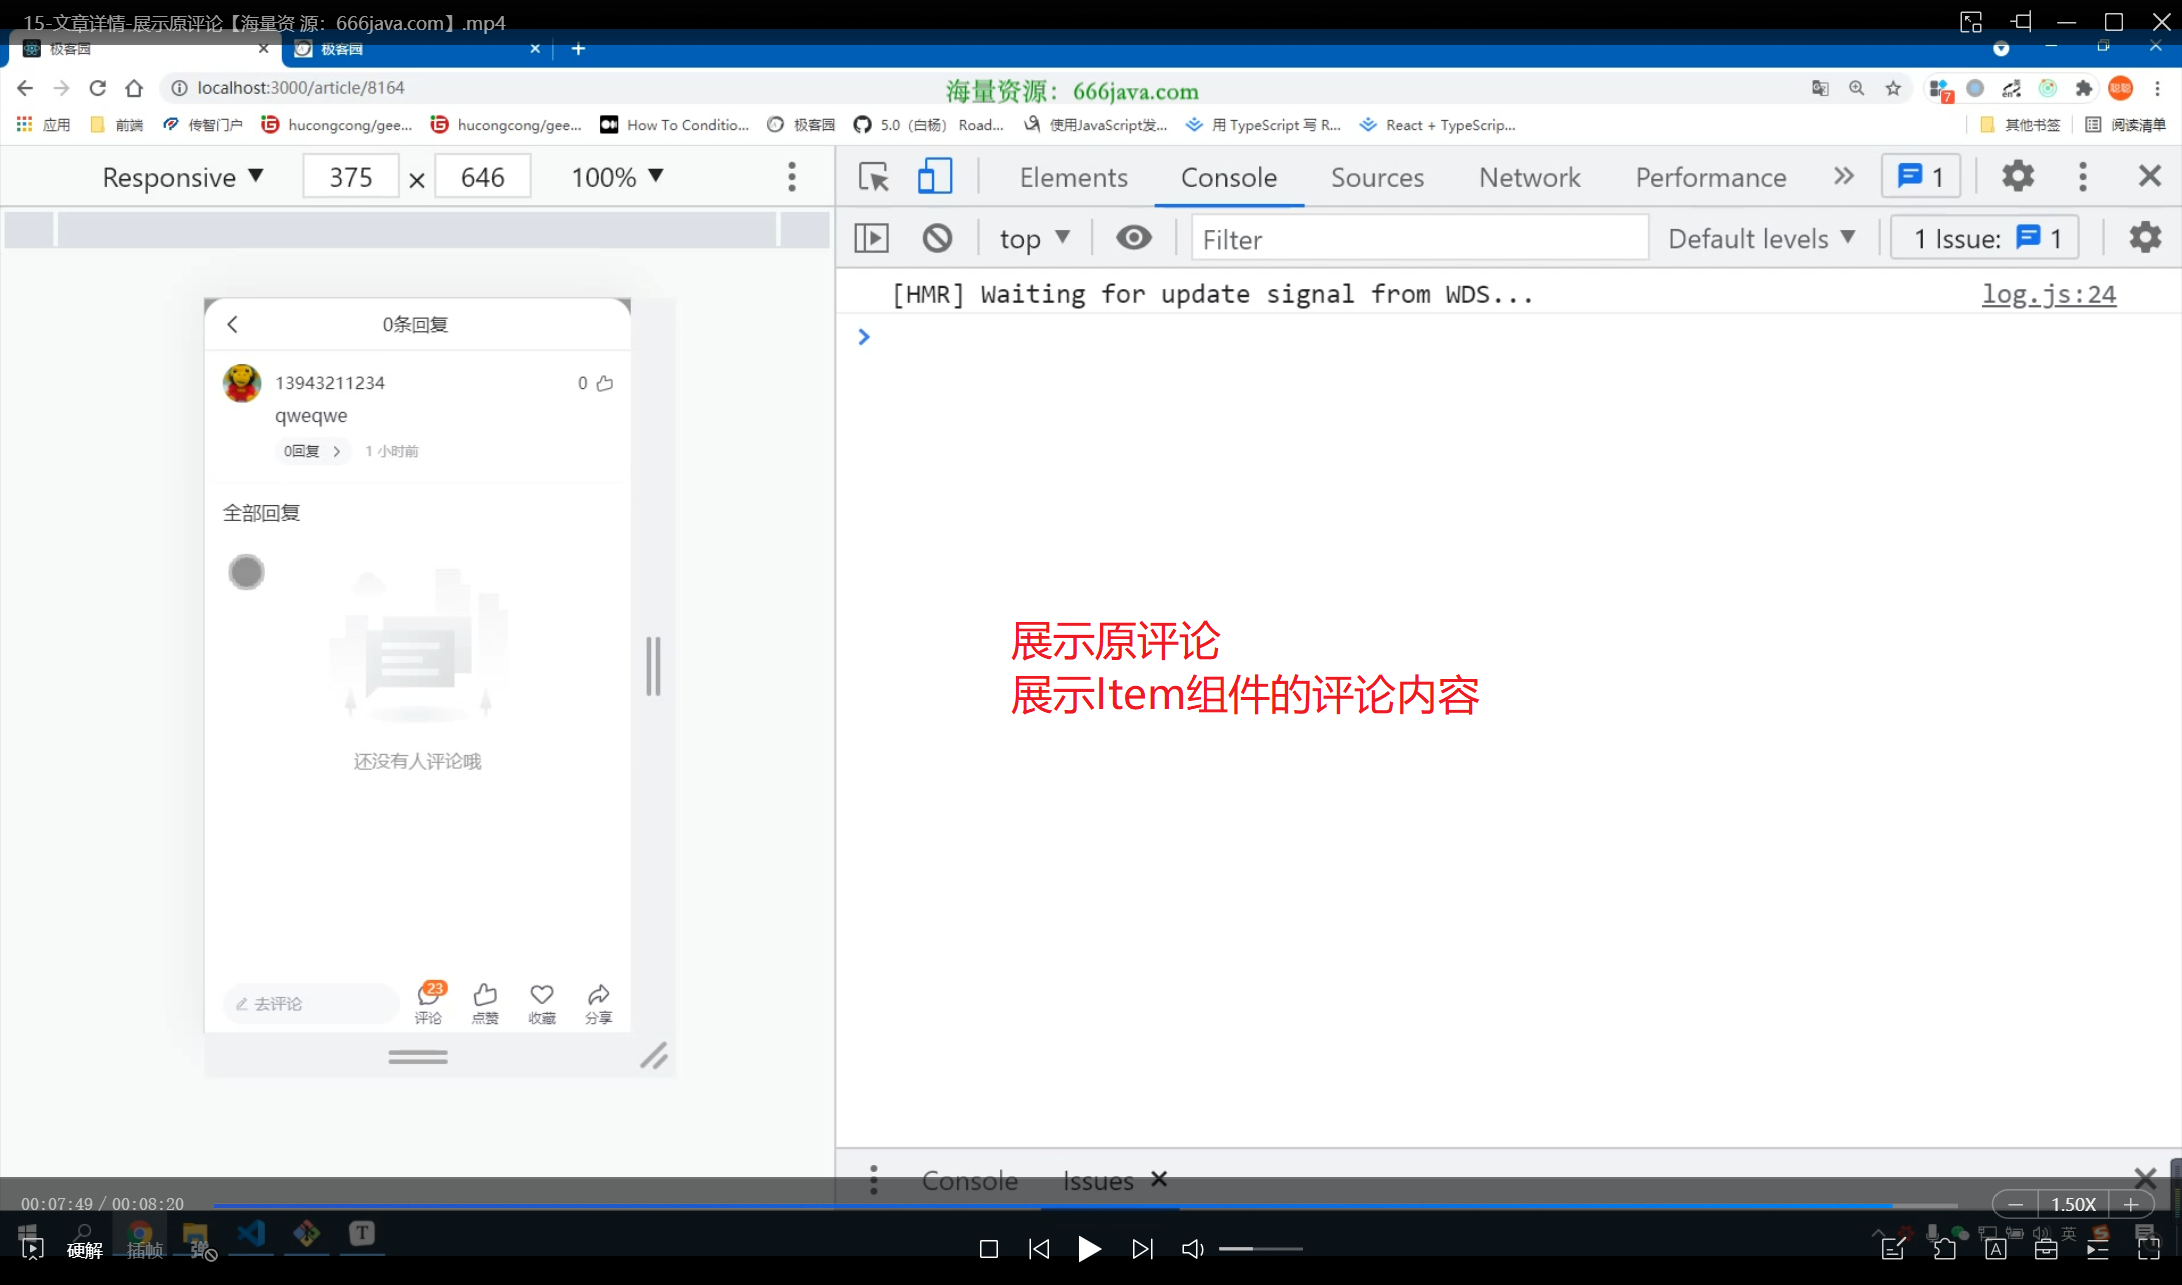 15-文章详情-展示原评论【海量资 源：666java.com】.mp4
极客园
极客园
localhost:3000/article/8164
海量资源：666java.com
7
应用
前端
传智门户
hucongcong/gee...
hucongcong/gee...
How To Conditio...
极客园
5.0（白杨） Road...
使用JavaScript发...
用 TypeScript 写 R...
React + TypeScrip...
其他书签
阅读清单
Responsive
375 × 646
100%
Elements
Console
Sources
Network
Performance
1
top
Filter
Default levels
1 Issue: 1
[HMR] Waiting for update signal from WDS...
log.js:24
0条回复
13943211234
0
qweqwe
0回复
1 小时前
全部回复
还没有人评论哦
去评论
23
评论
点赞
收藏
分享
展示原评论
展示Item组件的评论内容
Console
Issues
00:07:49 / 00:08:20
1.50X
硬解
插帧
弹
T
英
A